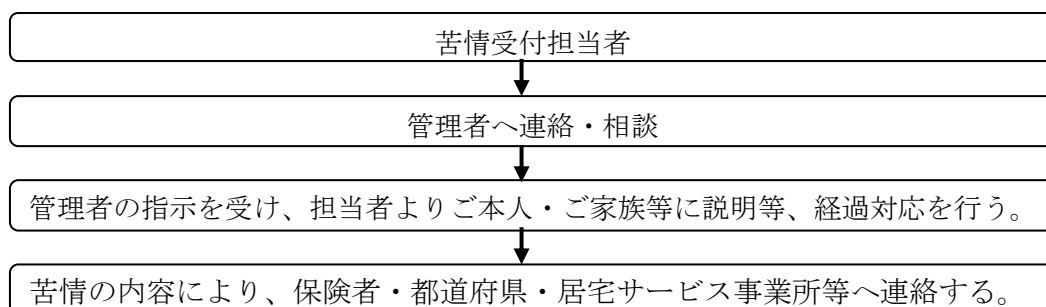 苦情受付担当者
管理者へ連絡・相談
管理者の指示を受け、担当者よりご本人・ご家族等に説明等、経過対応を行う。
苦情の内容により、保険者・都道府県・居宅サービス事業所等へ連絡する。